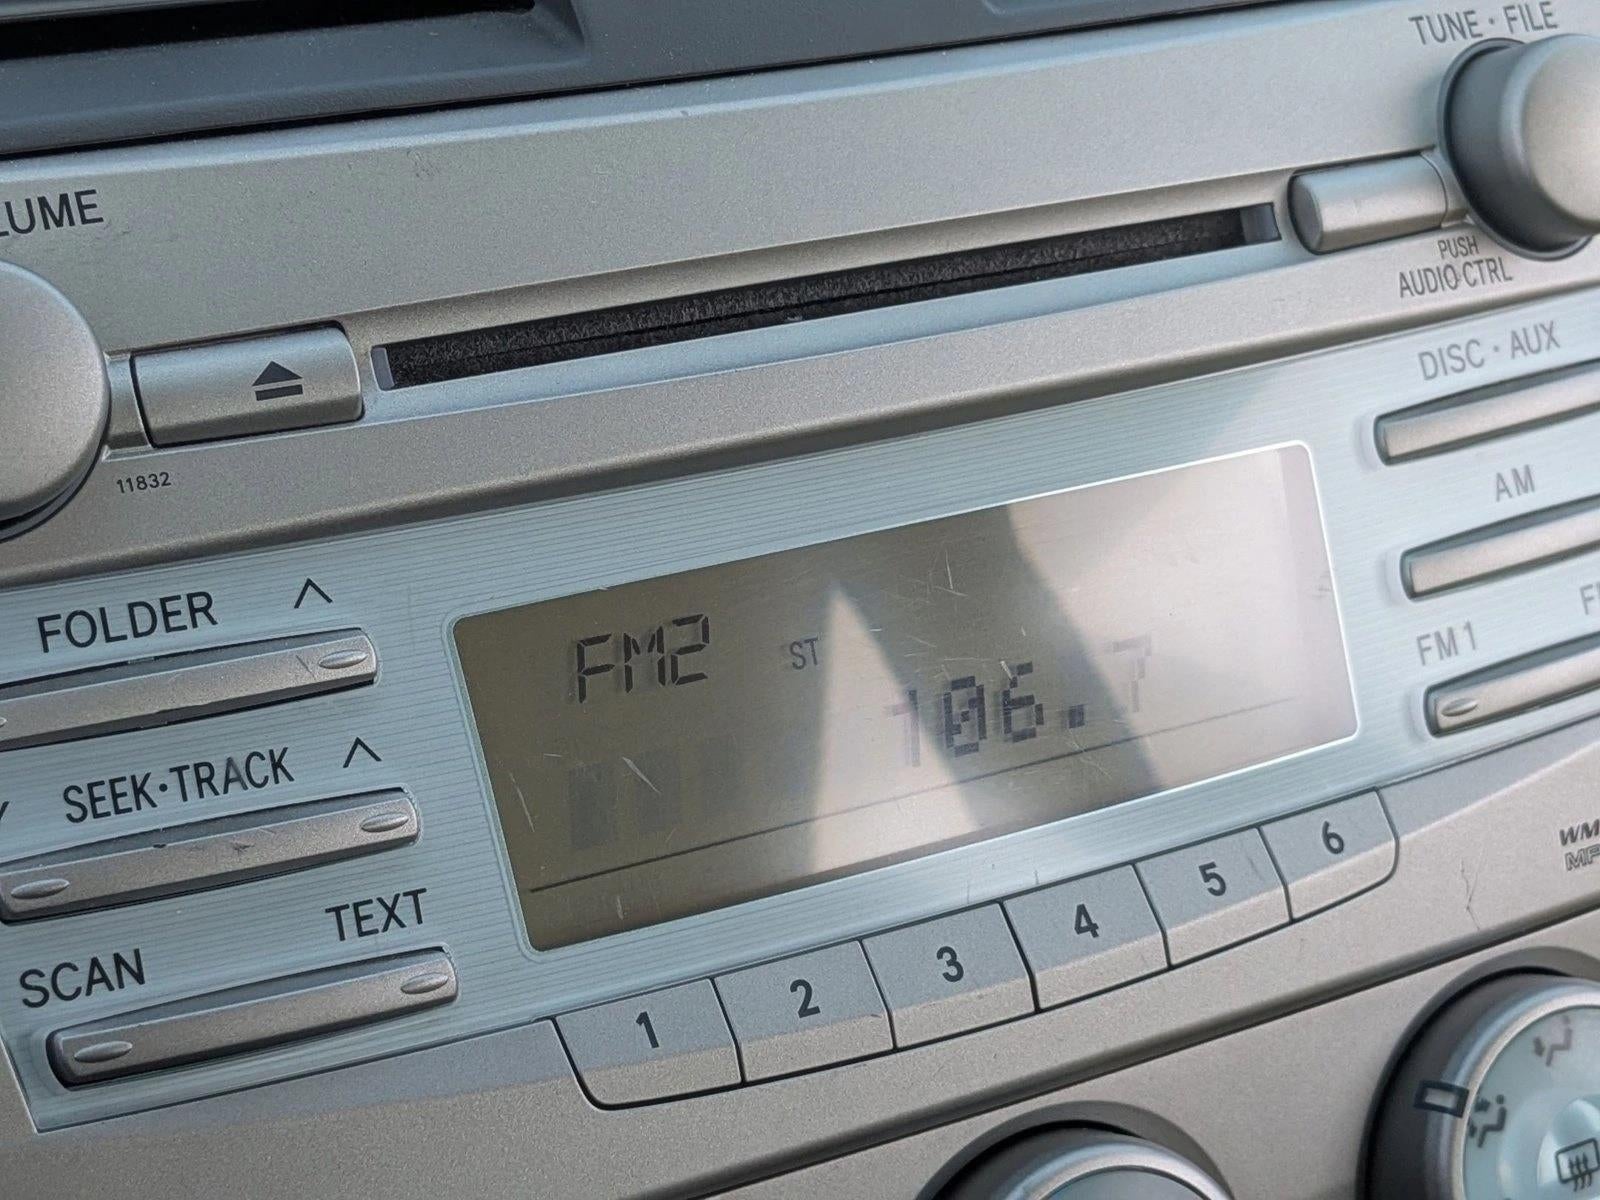 TUNE · FILE
LUME
PUSH
AUDIO CTRL
11832
DISC · AUX
AM
FM1
FOLDER ∧
FM2 ST 106.7
SEEK·TRACK ∧
SCAN TEXT
1 2 3 4 5 6